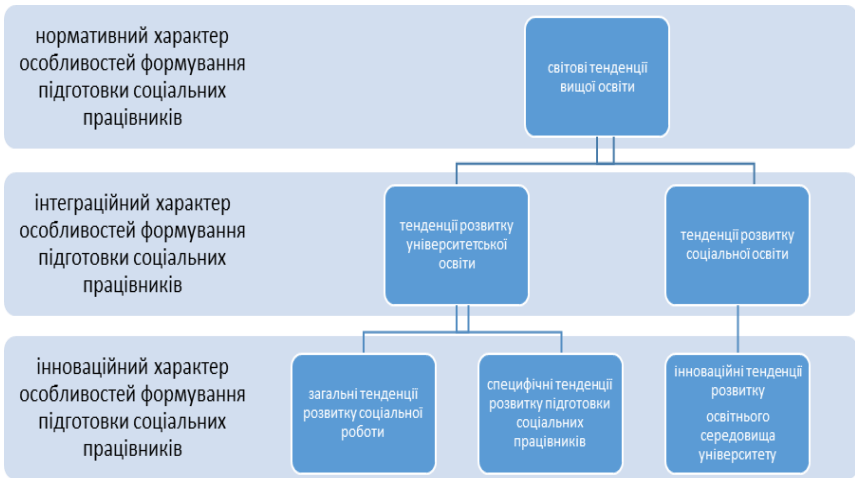 нормативний характер
особливостей формування
підготовки соціальних
працівників
світові тенденції
вищої освіти
інтеграційний характер
особливостей формування
підготовки соціальних
працівників
тенденції розвитку
університетської
освіти
тенденції розвитку
соціальної освіти
інноваційний характер
особливостей формування
підготовки соціальних
працівників
загальні тенденції
розвитку соціальної
роботи
специфічні тенденції
розвитку підготовки
соціальних
працівників
інноваційні тенденції
розвитку
освітнього
середовища
університету